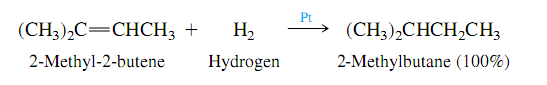 Pt
(CH₃)₂C=CHCH₃ + H₂ ⟶ (CH₃)₂CHCH₂CH₃
2-Methyl-2-butene Hydrogen 2-Methylbutane (100%)